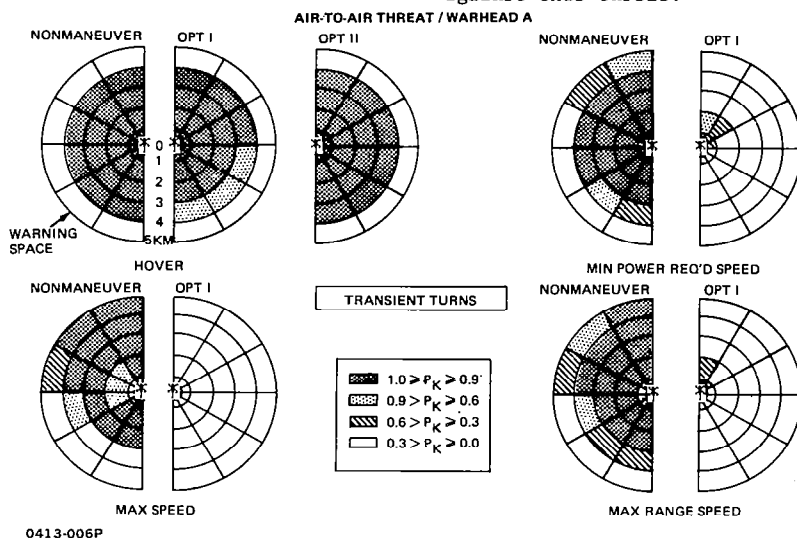 AIR-TO-AIR THREAT / WARHEAD A
NONMANEUVER
OPT I
OPT II
NONMANEUVER
OPT I
0
1
2
3
4
5KM
WARNING
SPACE
HOVER
MIN POWER REQ'D SPEED
NONMANEUVER
OPT I
TRANSIENT TURNS
NONMANEUVER
OPT I
1.0 ⩾ PK ⩾ 0.9
0.9 > PK ⩾ 0.6
0.6 > PK ⩾ 0.3
0.3 > PK ⩾ 0.0
MAX SPEED
MAX RANGE SPEED
0413-006P